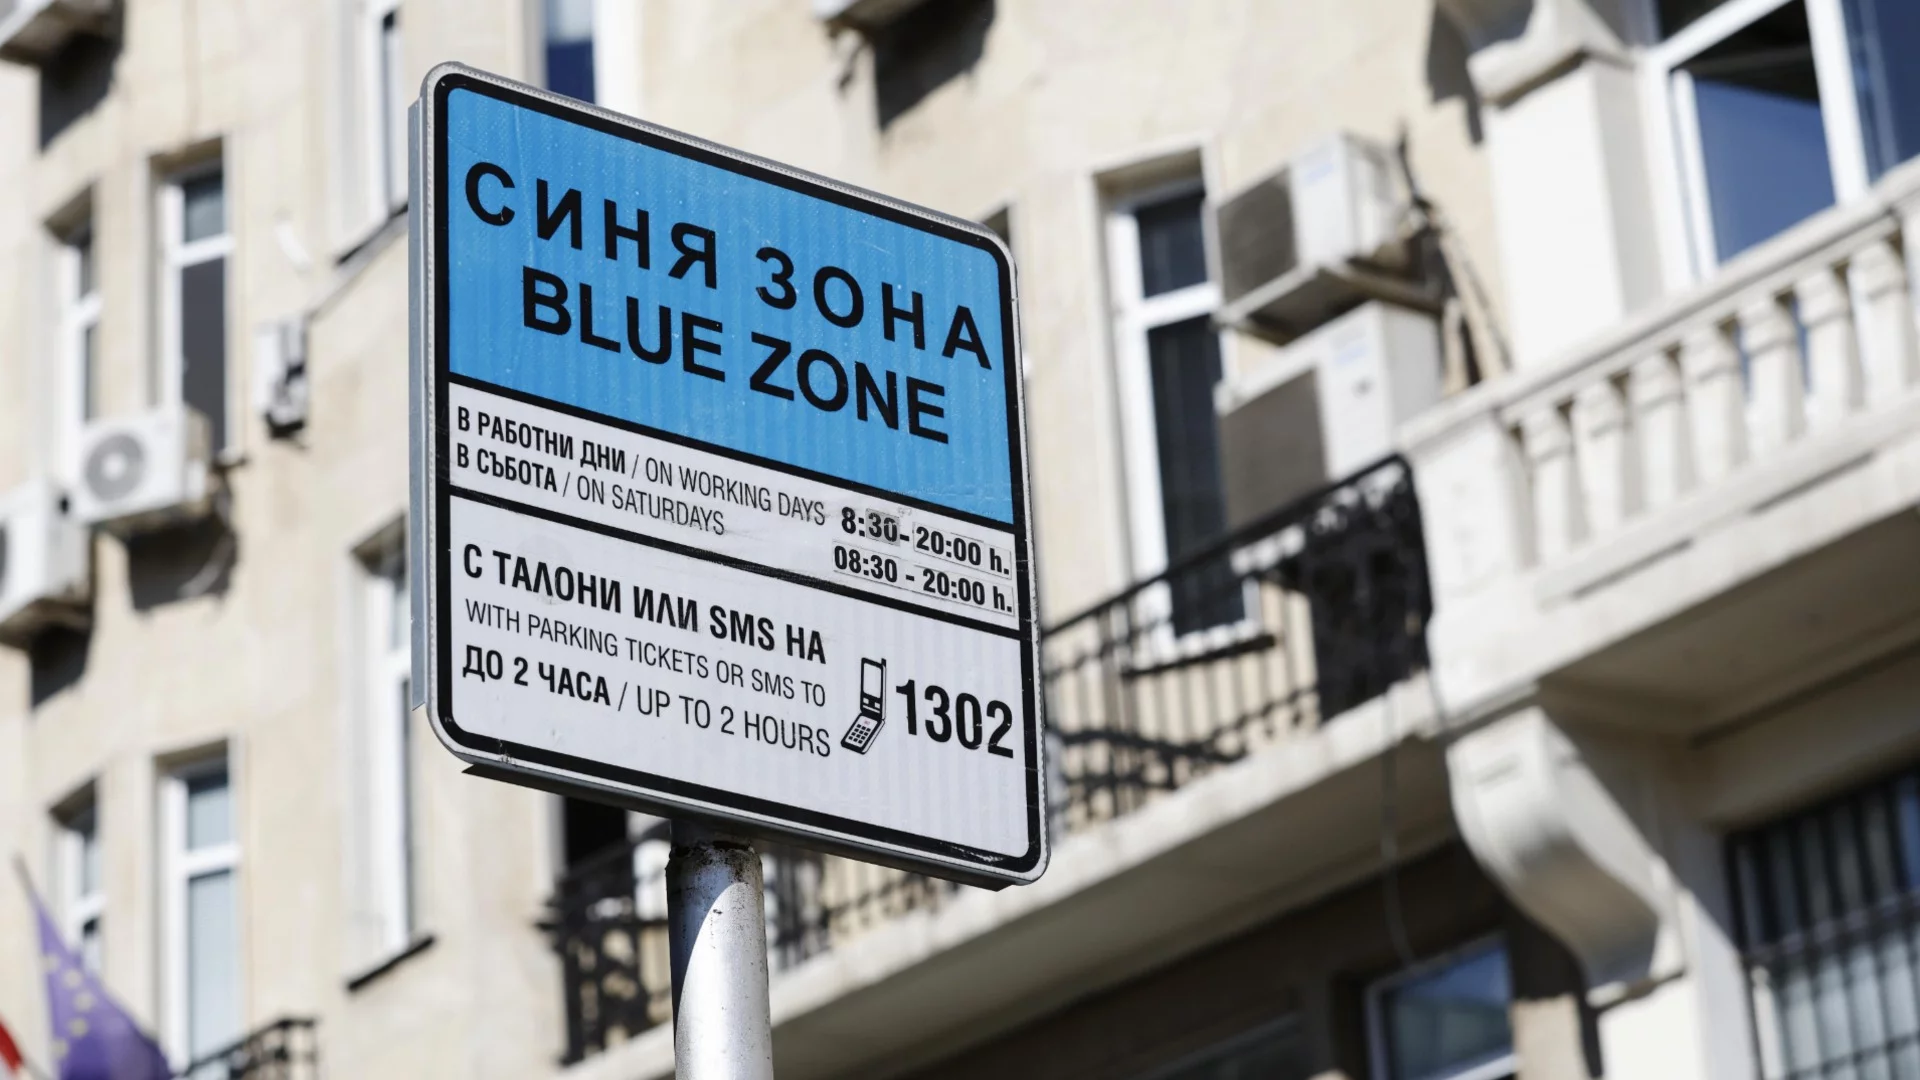 СИНЯ ЗОНА
BLUE ZONE
В РАБОТНИ ДНИ / ON WORKING DAYS 8:30- 20:00 h.
В СЪБОТА / ON SATURDAYS 08:30 - 20:00 h.
С ТАЛОНИ ИЛИ SMS НА
WITH PARKING TICKETS OR SMS TO
ДО 2 ЧАСА / UP TO 2 HOURS
1302